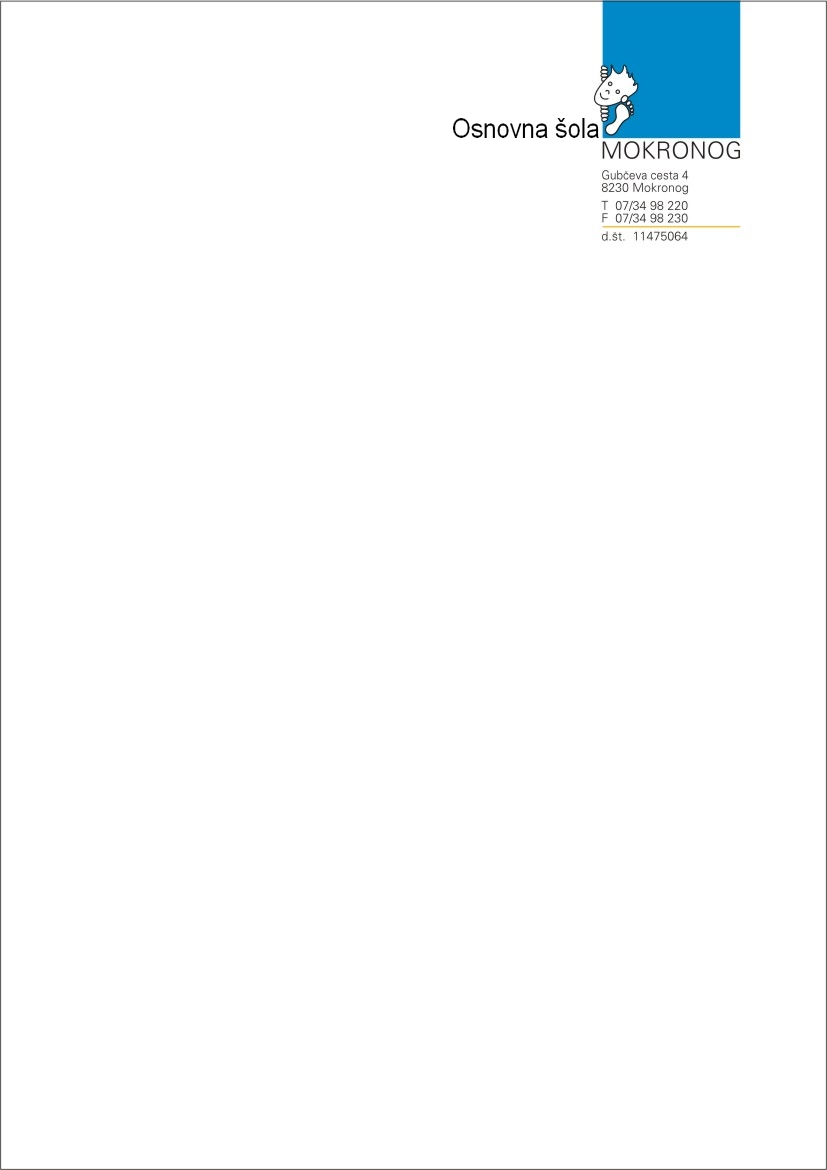 Osnovna šola
MOKRONOG
Gubčeva cesta 4
8230 Mokronog
T 07/34 98 220
F 07/34 98 230
d.št. 11475064